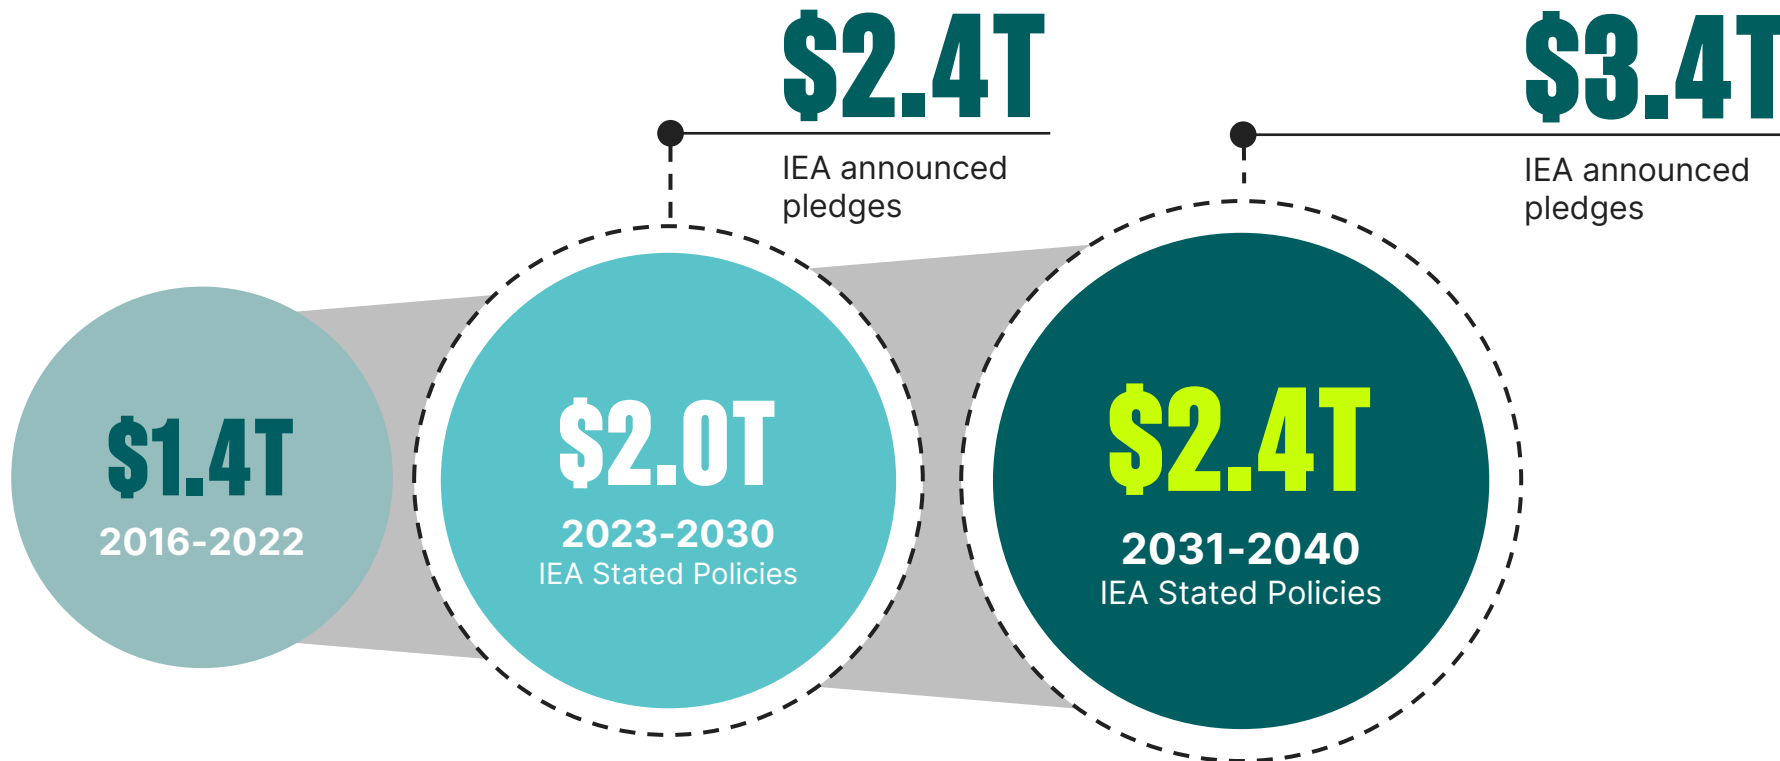 $2.4T
IEA announced
pledges
$3.4T
IEA announced
pledges
$1.4T
2016-2022
$2.0T
2023-2030
IEA Stated Policies
$2.4T
2031-2040
IEA Stated Policies